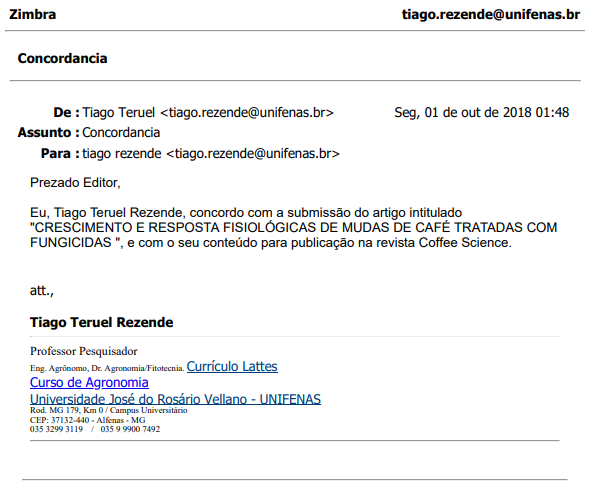 Zimbra tiago.rezende@unifenas.br
Concordancia
De : Tiago Teruel <tiago.rezende@unifenas.br> Seg, 01 de out de 2018 01:48
Assunto : Concordancia
Para : tiago rezende <tiago.rezende@unifenas.br>
Prezado Editor,
Eu, Tiago Teruel Rezende, concordo com a submissão do artigo intitulado
"CRESCIMENTO E RESPOSTA FISIOLÓGICAS DE MUDAS DE CAFÉ TRATADAS COM
FUNGICIDAS ", e com o seu conteúdo para publicação na revista Coffee Science.
att.,
Tiago Teruel Rezende
Professor Pesquisador
Eng. Agrônomo, Dr. Agronomia/Fitotecnia. Currículo Lattes
Curso de Agronomia
Universidade José do Rosário Vellano - UNIFENAS
Rod. MG 179, Km 0 / Campus Universitário
CEP: 37132-440 - Alfenas - MG
035 3299 3119 / 035 9 9900 7492